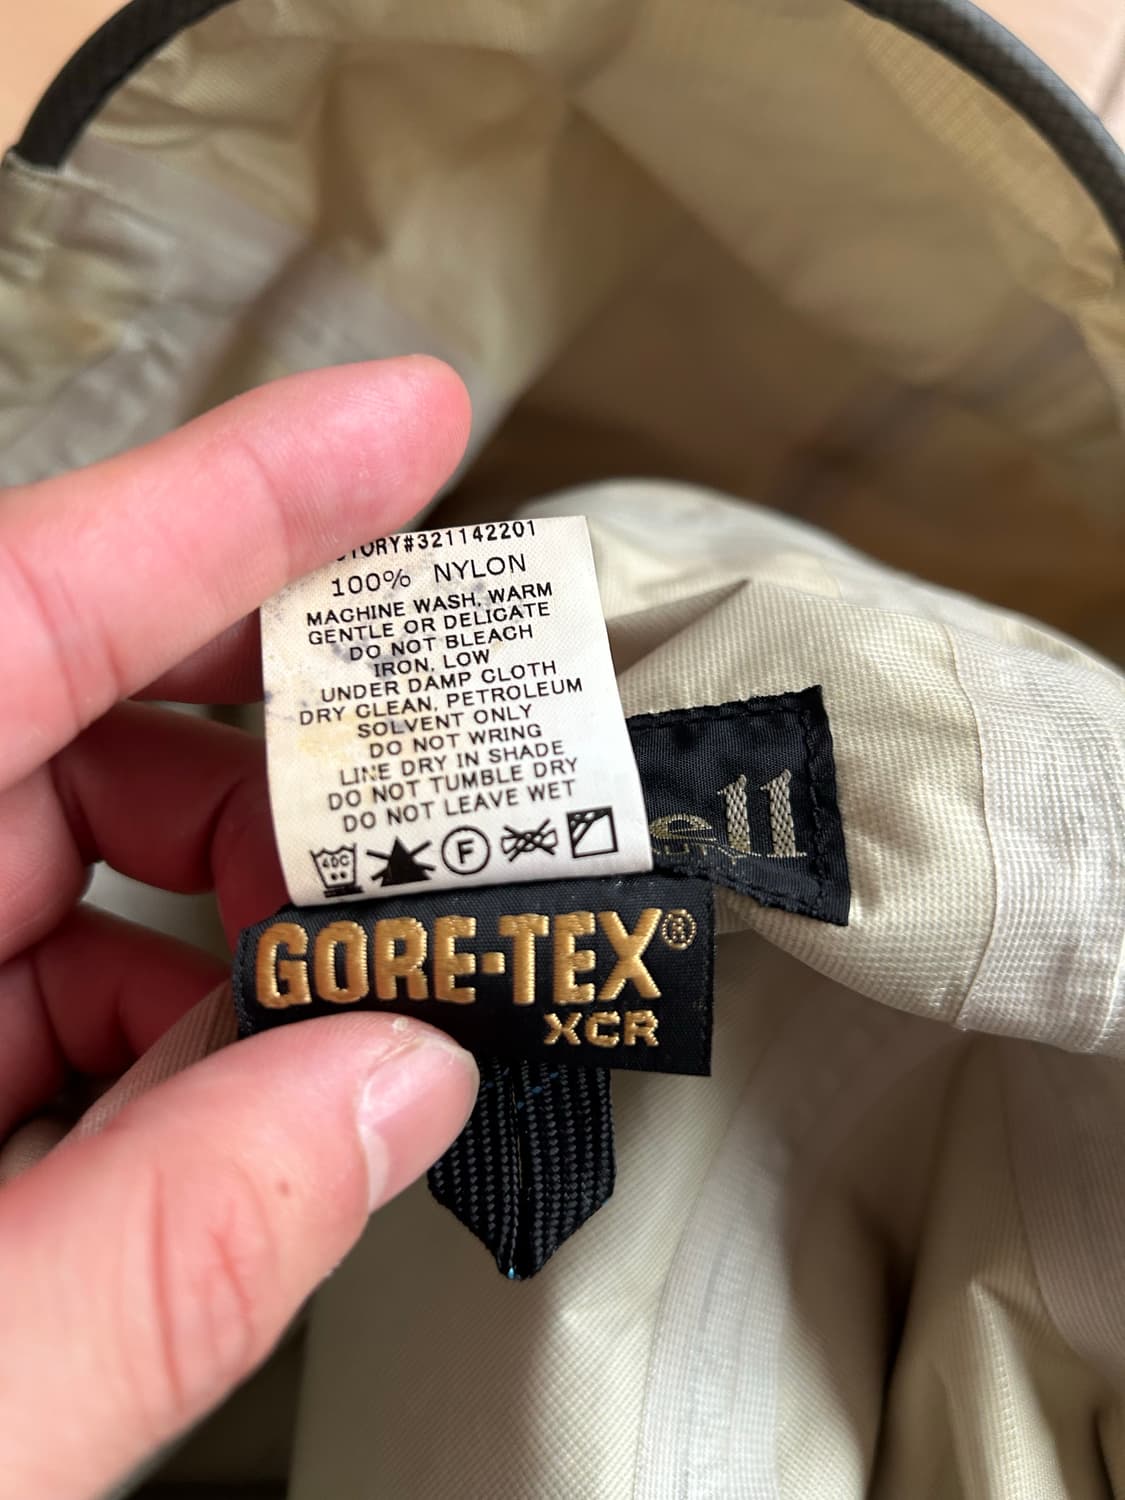 #321142201
100% NYLON
MACHINE WASH, WARM
GENTLE OR DELICATE
DO NOT BLEACH
IRON, LOW
UNDER DAMP CLOTH
DRY CLEAN, PETROLEUM
SOLVENT ONLY
DO NOT WRING
LINE DRY IN SHADE
DO NOT TUMBLE DRY
DO NOT LEAVE WET
40C
F
ell
GORE-TEX®
XCR